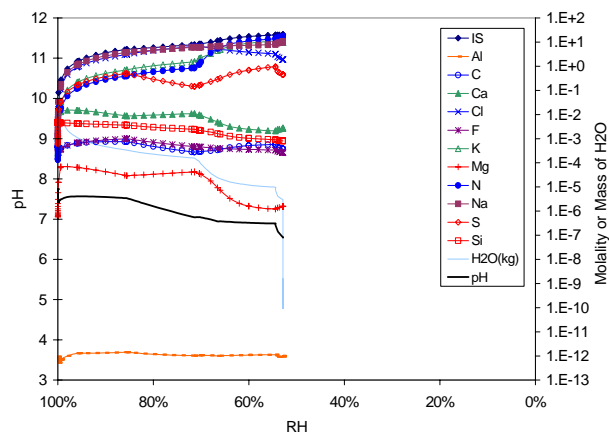 12
11
10
9
8
7
6
5
4
3
pH
100%
80%
60%
40%
20%
0%
RH
1.E+2
1.E+1
1.E+0
1.E-1
1.E-2
1.E-3
1.E-4
1.E-5
1.E-6
1.E-7
1.E-8
1.E-9
1.E-10
1.E-11
1.E-12
1.E-13
Molality or Mass of H2O
IS
Al
C
Ca
Cl
F
K
Mg
N
Na
S
Si
H2O(kg)
pH